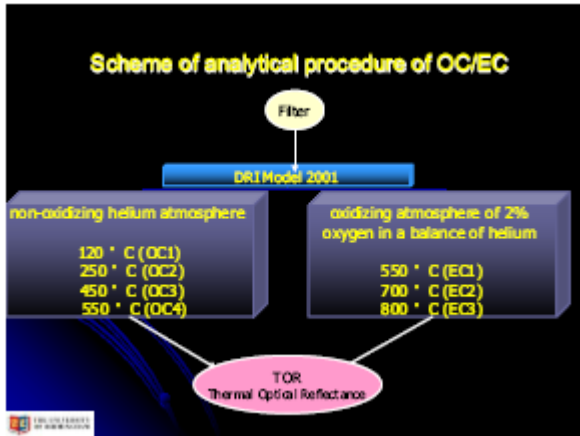 Scheme of analytical procedure of OC/EC
Filter
DRI Model 2001
non-oxidizing helium atmosphere
120 ° C (OC1)
250 ° C (OC2)
450 ° C (OC3)
550 ° C (OC4)
oxidizing atmosphere of 2%
oxygen in a balance of helium
550 ° C (EC1)
700 ° C (EC2)
800 ° C (EC3)
TOR
Thermal Optical Reflectance